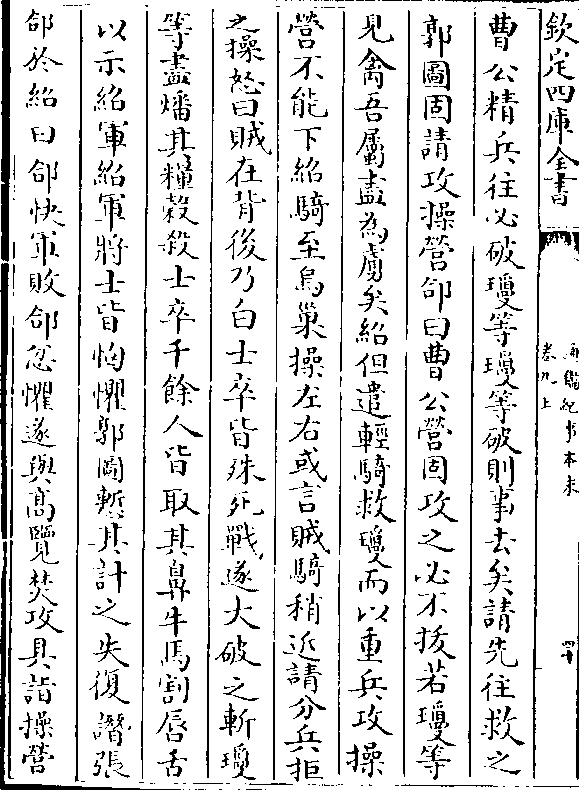 欽定四庫全書
通鑑紀事本末
卷九上
四十
曹公精兵往必破瓊等瓊等破則事去矣請先往救之
郭圖固請攻操營郃曰曹公營固攻之必不拔若瓊等
見禽吾屬盡為虜矣紹但遣輕騎救瓊而以重兵攻操
營不能下紹騎至烏巢操左右或言賊騎稍近請分兵拒
之操怒曰賊在背後乃白士卒皆殊死戰遂大破之斬瓊
等盡燔其糧穀殺士卒千餘人皆取其鼻牛馬割唇舌
以示紹軍紹軍將士皆恟懼郭圖慙其計之失復譖張
郃於紹曰郃快軍敗郃忿懼遂與高覽焚攻具詣操營